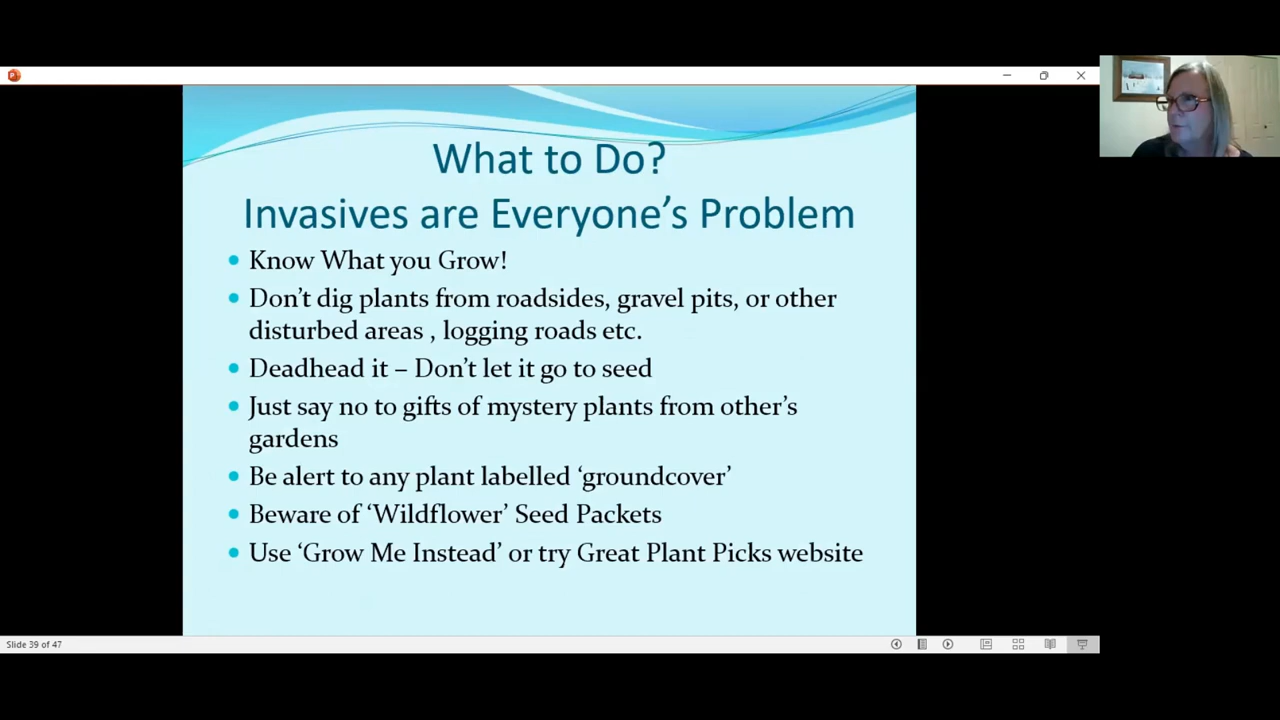 What to Do?
Invasives are Everyone's Problem
• Know What you Grow!
• Don't dig plants from roadsides, gravel pits, or other
disturbed areas , logging roads etc.
• Deadhead it – Don't let it go to seed
• Just say no to gifts of mystery plants from other's
gardens
• Be alert to any plant labelled 'groundcover'
• Beware of 'Wildflower' Seed Packets
• Use 'Grow Me Instead' or try Great Plant Picks website
Slide 39 of 47